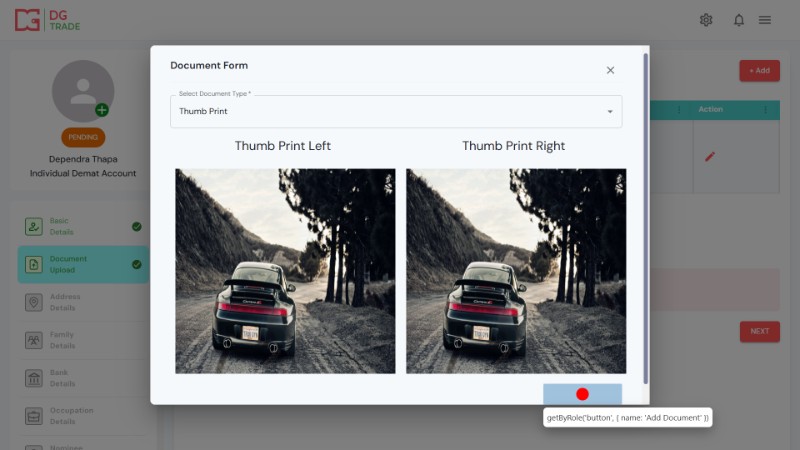 DG
TRADE
Document Form
Select Document Type *
Thumb Print
Thumb Print Left
Thumb Print Right
+ Add
Action
PENDING
Dependra Thapa
Individual Demat Account
Basic
Details
Document
Upload
Address
Details
Family
Details
Bank
Details
Occupation
Details
Nominee
NEXT
getByRole('button', { name: 'Add Document' })